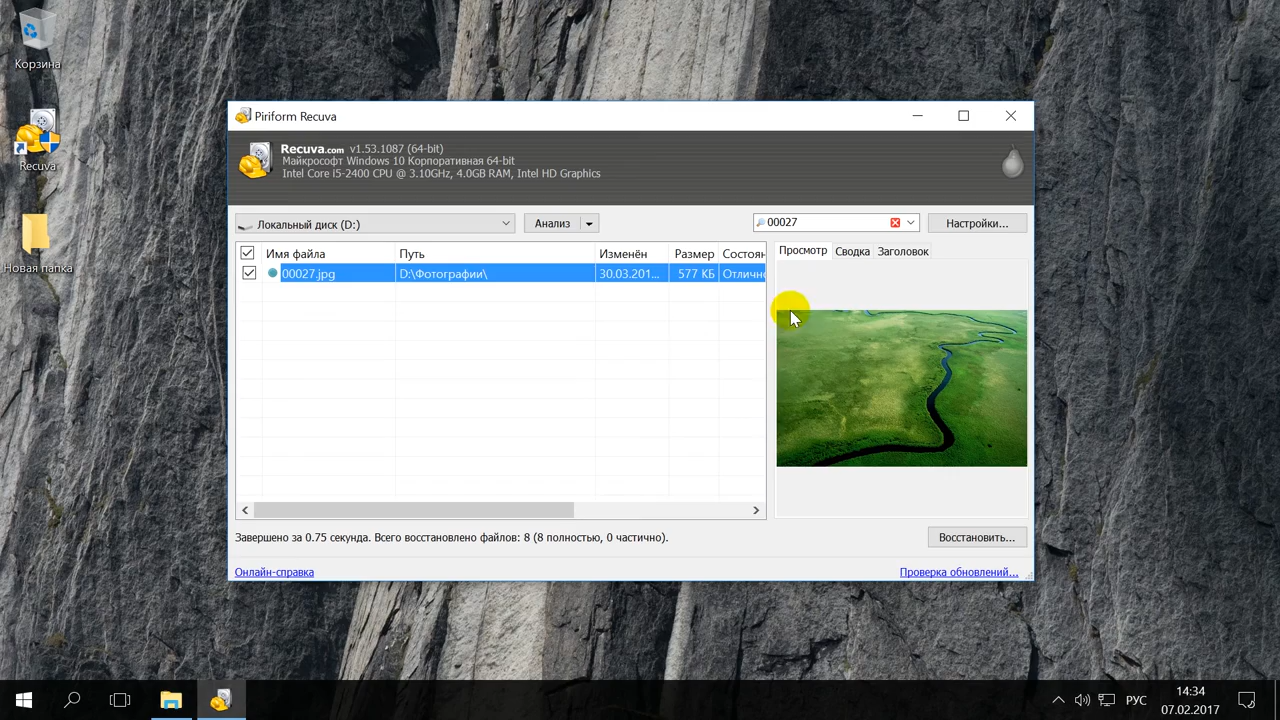 Корзина
Recuva
Новая папка
Piriform Recuva
Recuva.com v1.53.1087 (64-bit)
Майкрософт Windows 10 Корпоративная 64-bit
Intel Core i5-2400 CPU @ 3.10GHz, 4.0GB RAM, Intel HD Graphics
Локальный диск (D:)
Анализ
00027
Настройки...
Имя файла Путь Изменён Размер Состоян
00027.jpg D:\Фотографии\ 30.03.201... 577 КБ Отличнo
Просмотр Сводка Заголовок
Завершено за 0.75 секунда. Всего восстановлено файлов: 8 (8 полностью, 0 частично).
Восстановить...
Онлайн-справка
Проверка обновлений...
РУС
14:34
07.02.2017